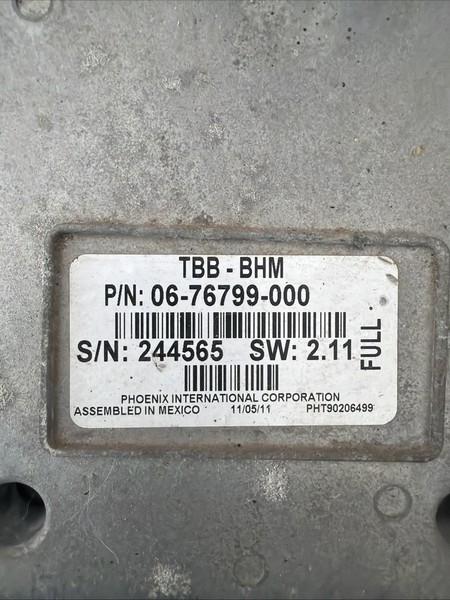 TBB - BHM
P/N: 06-76799-000
S/N: 244565 SW: 2.11
FULL
PHOENIX INTERNATIONAL CORPORATION
ASSEMBLED IN MEXICO 11/05/11 PHT90206499